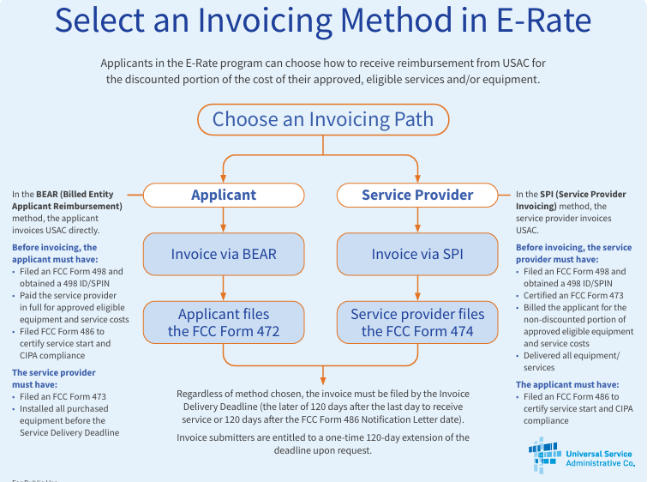 Select an Invoicing Method in E-Rate
Applicants in the E-Rate program can choose how to receive reimbursement from USAC for
the discounted portion of the cost of their approved, eligible services and/or equipment.
Choose an Invoicing Path
In the BEAR (Billed Entity
Applicant Reimbursement)
method, the applicant
invoices USAC directly.
Before invoicing, the
applicant must have:
• Filed an FCC Form 498 and
obtained a 498 ID/SPIN
• Paid the service provider
in full for approved eligible
equipment and service costs
• Filed FCC Form 486 to
certify service start and
CIPA compliance
The service provider
must have:
• Filed an FCC Form 473
• Installed all purchased
equipment before the
Service Delivery Deadline
Applicant
Invoice via BEAR
Applicant files
the FCC Form 472
Service Provider
Invoice via SPI
Service provider files
the FCC Form 474
In the SPI (Service Provider
Invoicing) method, the
service provider invoices
USAC.
Before invoicing, the service
provider must have:
• Filed an FCC Form 498 and
obtained a 498 ID/SPIN
• Certified an FCC Form 473
• Billed the applicant for the
non-discounted portion of
approved eligible equipment
and service costs
• Delivered all equipment/
services
The applicant must have:
• Filed an FCC Form 486 to
certify service start and CIPA
compliance
Regardless of method chosen, the invoice must be filed by the Invoice
Delivery Deadline (the later of 120 days after the last day to receive
service or 120 days after the FCC Form 486 Notification Letter date).
Invoice submitters are entitled to a one-time 120-day extension of the
deadline upon request.
Universal Service
Administrative Co.